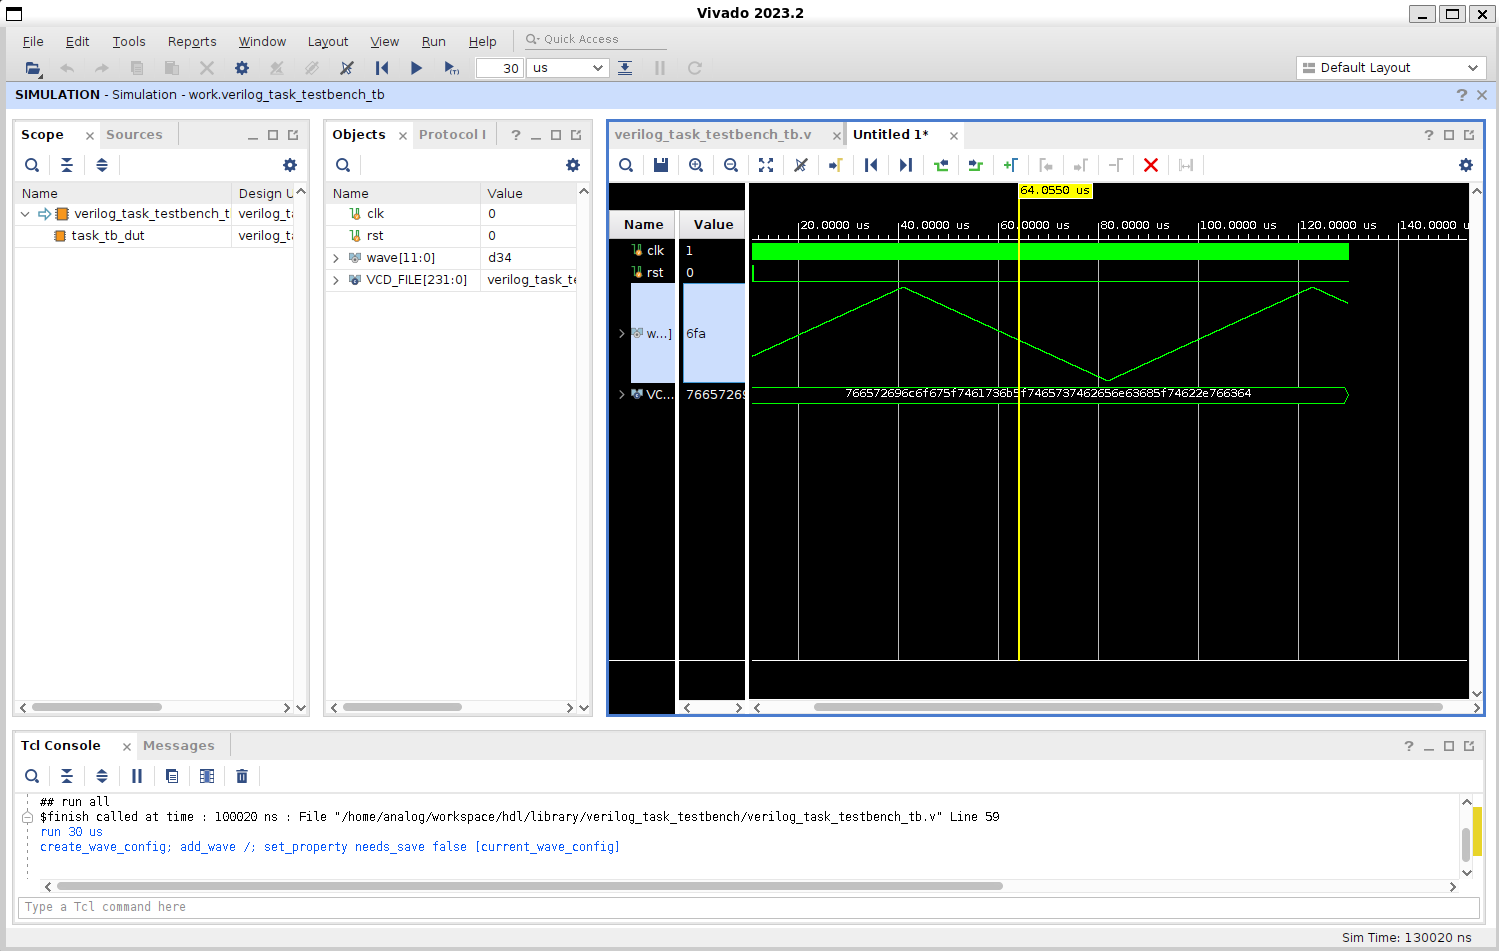 Vivado 2023.2
File Edit Tools Reports Window Layout View Run Help Quick Access
30 us Default Layout
SIMULATION - Simulation - work.verilog_task_testbench_tb
Scope Sources
Name Design U
verilog_task_testbench_t verilog_ta
task_tb_dut verilog_ta
Objects Protocol I
Name Value
clk 0
rst 0
wave[11:0] d34
VCD_FILE[231:0] verilog_task_te
verilog_task_testbench_tb.v Untitled 1*
64.0550 us
Name Value 20.0000 us 40.0000 us 60.0000 us 80.0000 us 100.0000 us 120.0000 us 140.0000 u
clk 1
rst 0
w...] 6fa
VC... 76657269 766572696c6f675f7461736b5f7465737462656e63685f74622e766364
Tcl Console Messages
## run all
$finish called at time : 100020 ns : File "/home/analog/workspace/hdl/library/verilog_task_testbench/verilog_task_testbench_tb.v" Line 59
run 30 us
create_wave_config; add_wave /; set_property needs_save false [current_wave_config]
Type a Tcl command here
Sim Time: 130020 ns